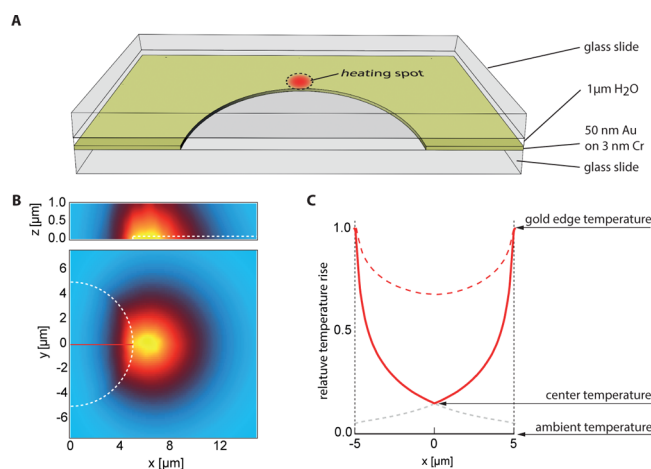 A
heating spot
glass slide
1µm H2O
50 nm Au
on 3 nm Cr
glass slide
B
z [µm]
1.0
0.5
0.0
y [µm]
6
4
2
0
-2
-4
-6
0 4 8 12
x [µm]
C
relatuve temperature rise
1.0
0.5
0.0
-5 0 5
x [µm]
gold edge temperature
center temperature
ambient temperature